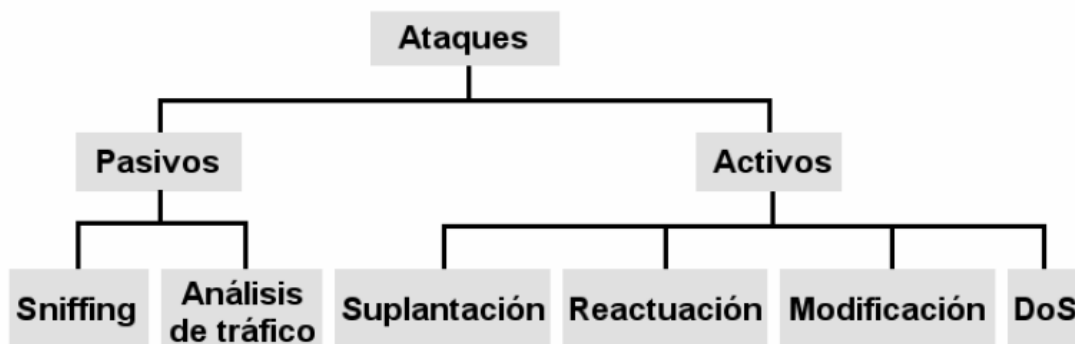 Ataques
Pasivos
Activos
Sniffing
Análisis
de tráfico
Suplantación
Reactuación
Modificación
DoS